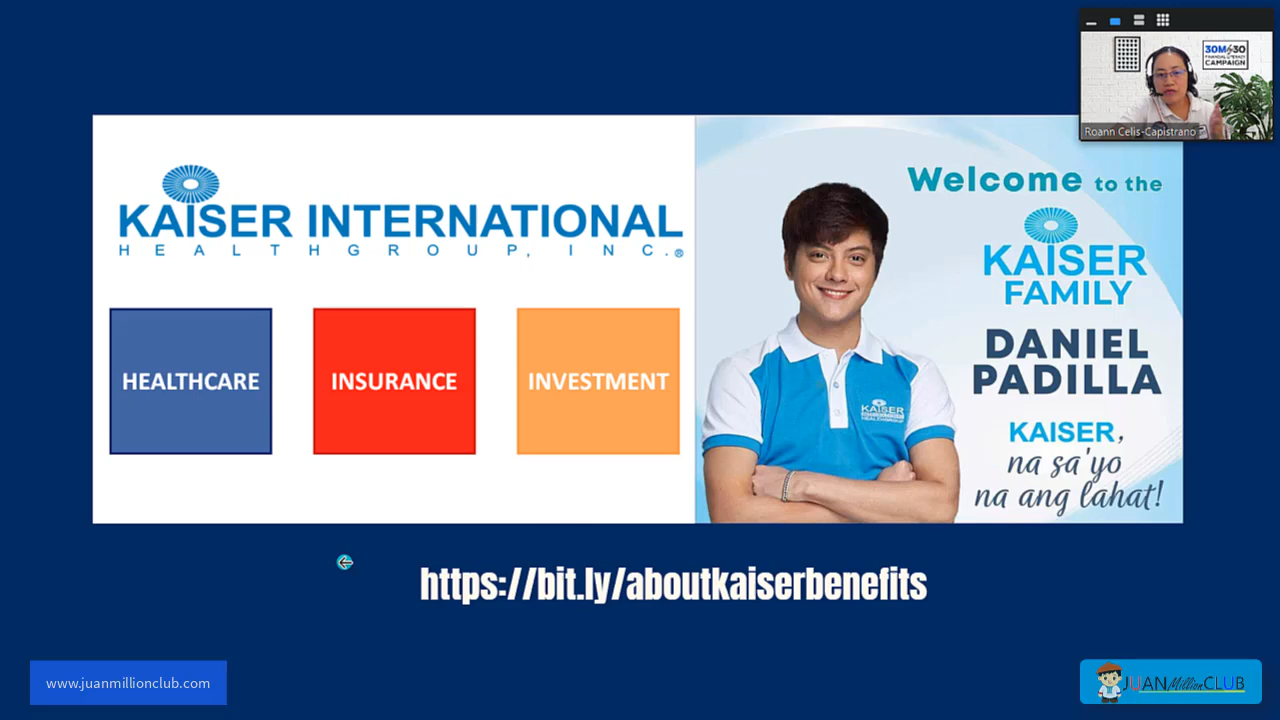 KAISER INTERNATIONAL
HEALTHGROUP, INC.®
HEALTHCARE
INSURANCE
INVESTMENT
Welcome to the
KAISER
FAMILY
DANIEL
PADILLA
KAISER,
na sa'yo
na ang lahat!
KAISER
https://bit.ly/aboutkaiserbenefits
www.juanmillionclub.com
JUAN Million CLUB
30M@30
FINANCIAL LITERACY
CAMPAIGN
Roann Celis-Capistrano